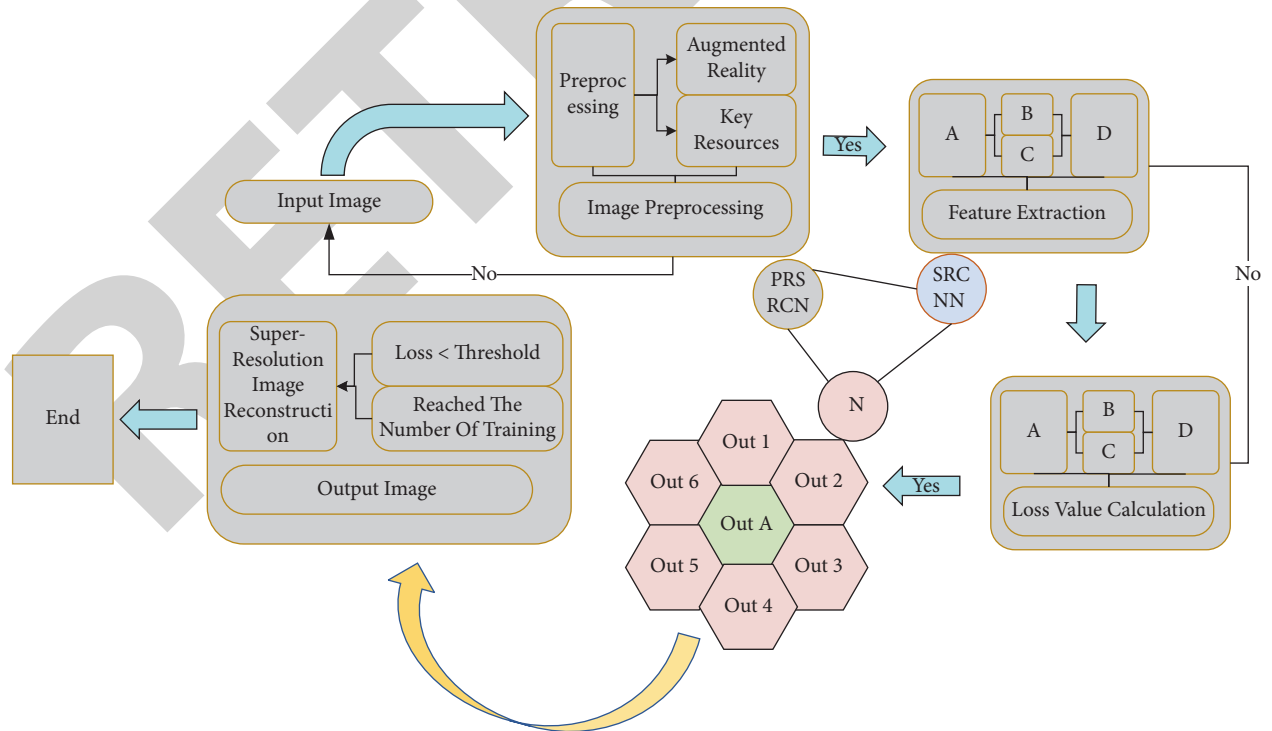 RETR
Preproc
essing
Augmented
Reality
Key
Resources
Image Preprocessing
Input Image
No
Yes
A
B
C
D
Feature Extraction
No
PRS
RCN
SRC
NN
N
A
B
C
D
Loss Value Calculation
Yes
Out 1
Out 2
Out 3
Out 4
Out 5
Out 6
Out A
Super-
Resolution
Image
Reconstructi
on
Loss < Threshold
Reached The
Number Of Training
Output Image
End